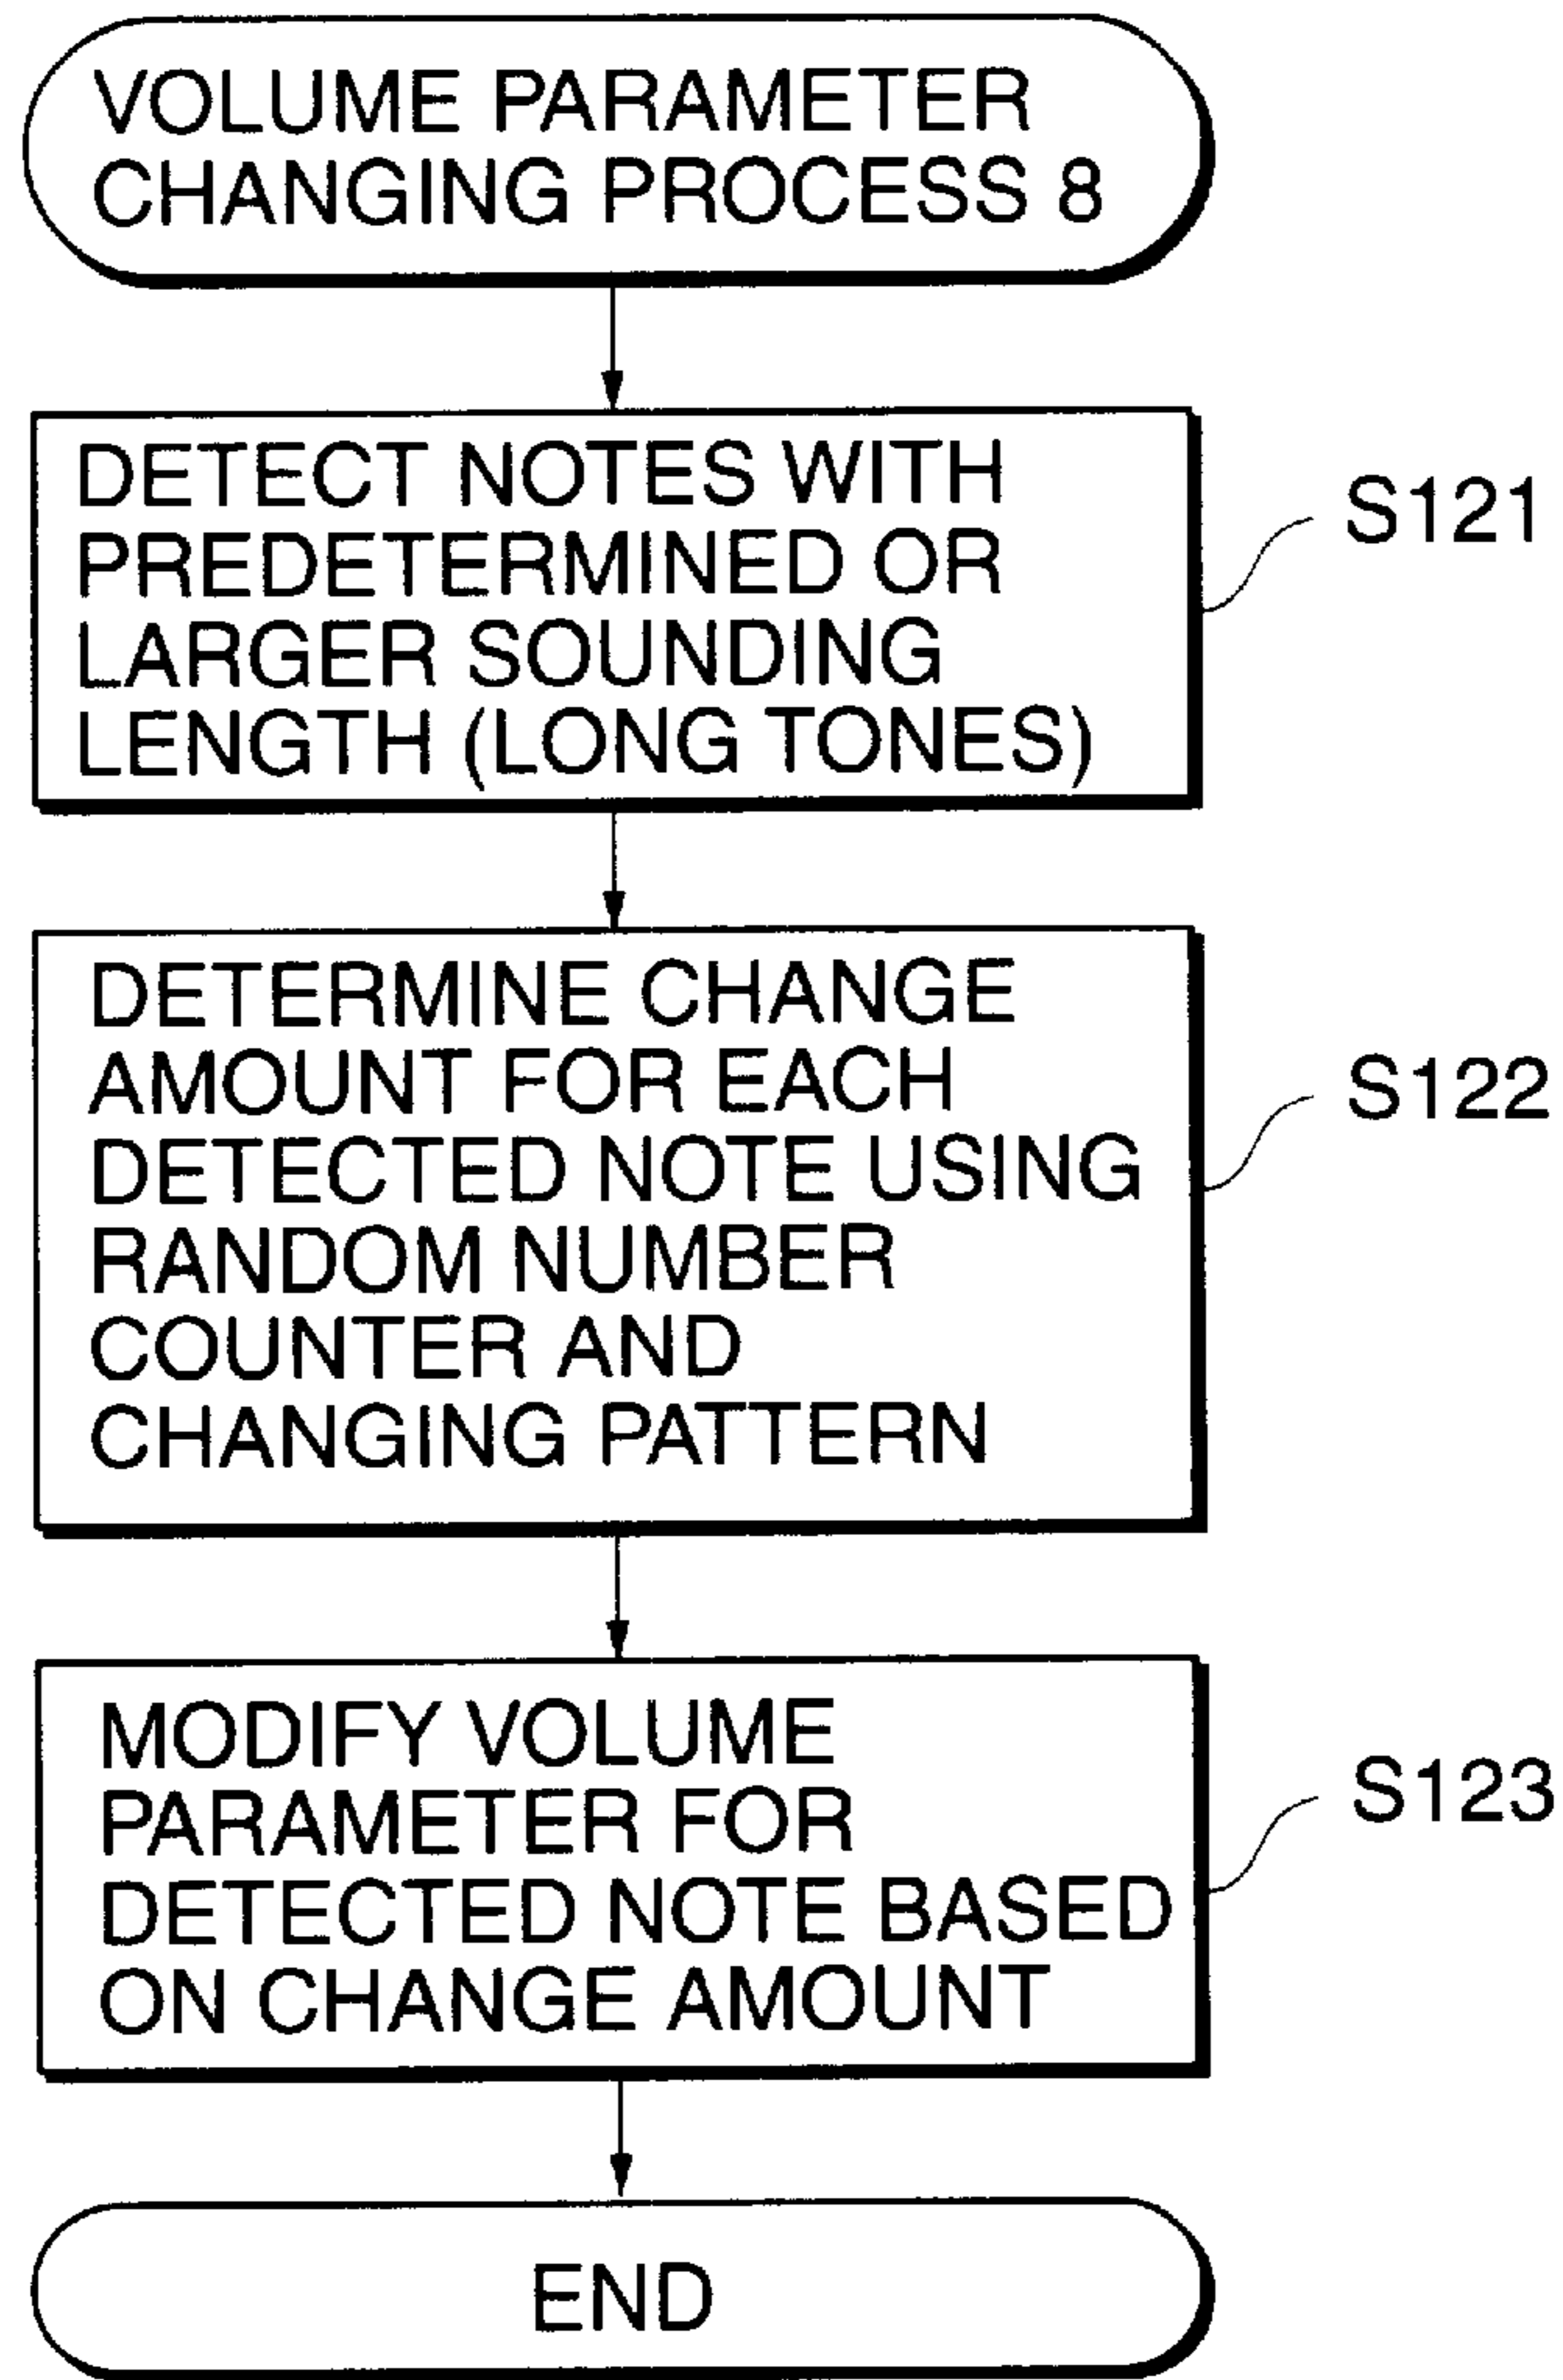 VOLUME PARAMETER
CHANGING PROCESS 8
DETECT NOTES WITH
PREDETERMINED OR
LARGER SOUNDING
LENGTH (LONG TONES)
S121
DETERMINE CHANGE
AMOUNT FOR EACH
DETECTED NOTE USING
RANDOM NUMBER
COUNTER AND
CHANGING PATTERN
S122
MODIFY VOLUME
PARAMETER FOR
DETECTED NOTE BASED
ON CHANGE AMOUNT
S123
END